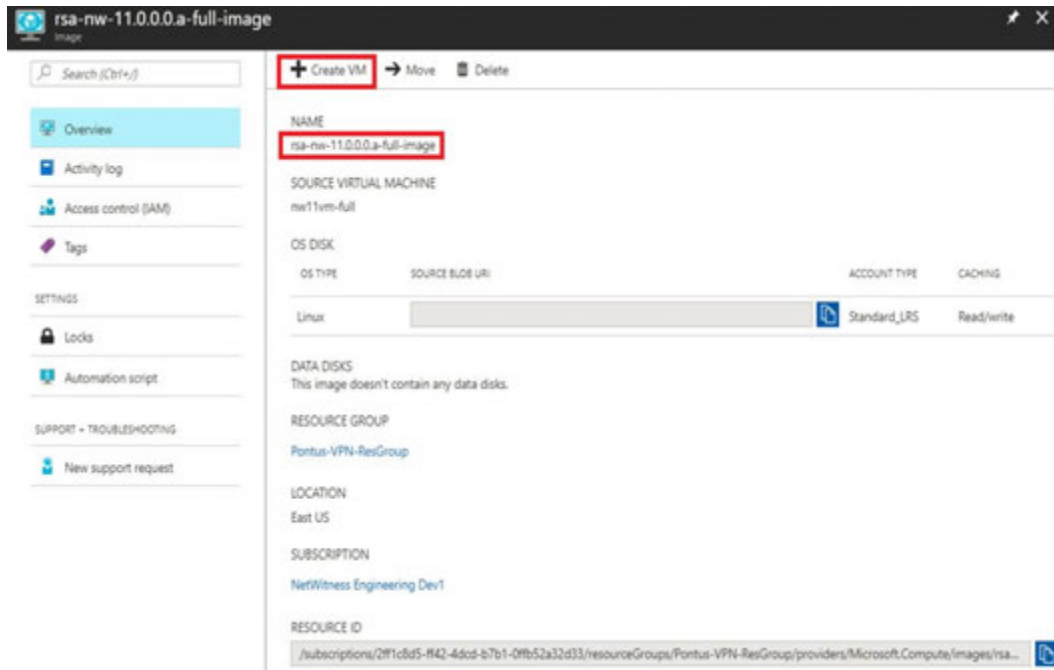 rsa-nw-11.0.0.0.a-full-image
Image
Search (Ctrl+/)
Overview
Activity log
Access control (IAM)
Tags
SETTINGS
Locks
Automation script
SUPPORT + TROUBLESHOOTING
New support request
Create VM Move Delete
NAME
rsa-nw-11.0.0.0.a-full-image
SOURCE VIRTUAL MACHINE
nw11vm-full
OS DISK
OS TYPE SOURCE BLOB URI ACCOUNT TYPE CACHING
Linux Standard_LRS Read/write
DATA DISKS
This image doesn't contain any data disks.
RESOURCE GROUP
Pontus-VPN-ResGroup
LOCATION
East US
SUBSCRIPTION
NetWitness Engineering Dev1
RESOURCE ID
/subscriptions/2ff1c8d5-ff42-4dcd-b7b1-0ffb52a32d33/resourceGroups/Pontus-VPN-ResGroup/providers/Microsoft.Compute/images/rsa...